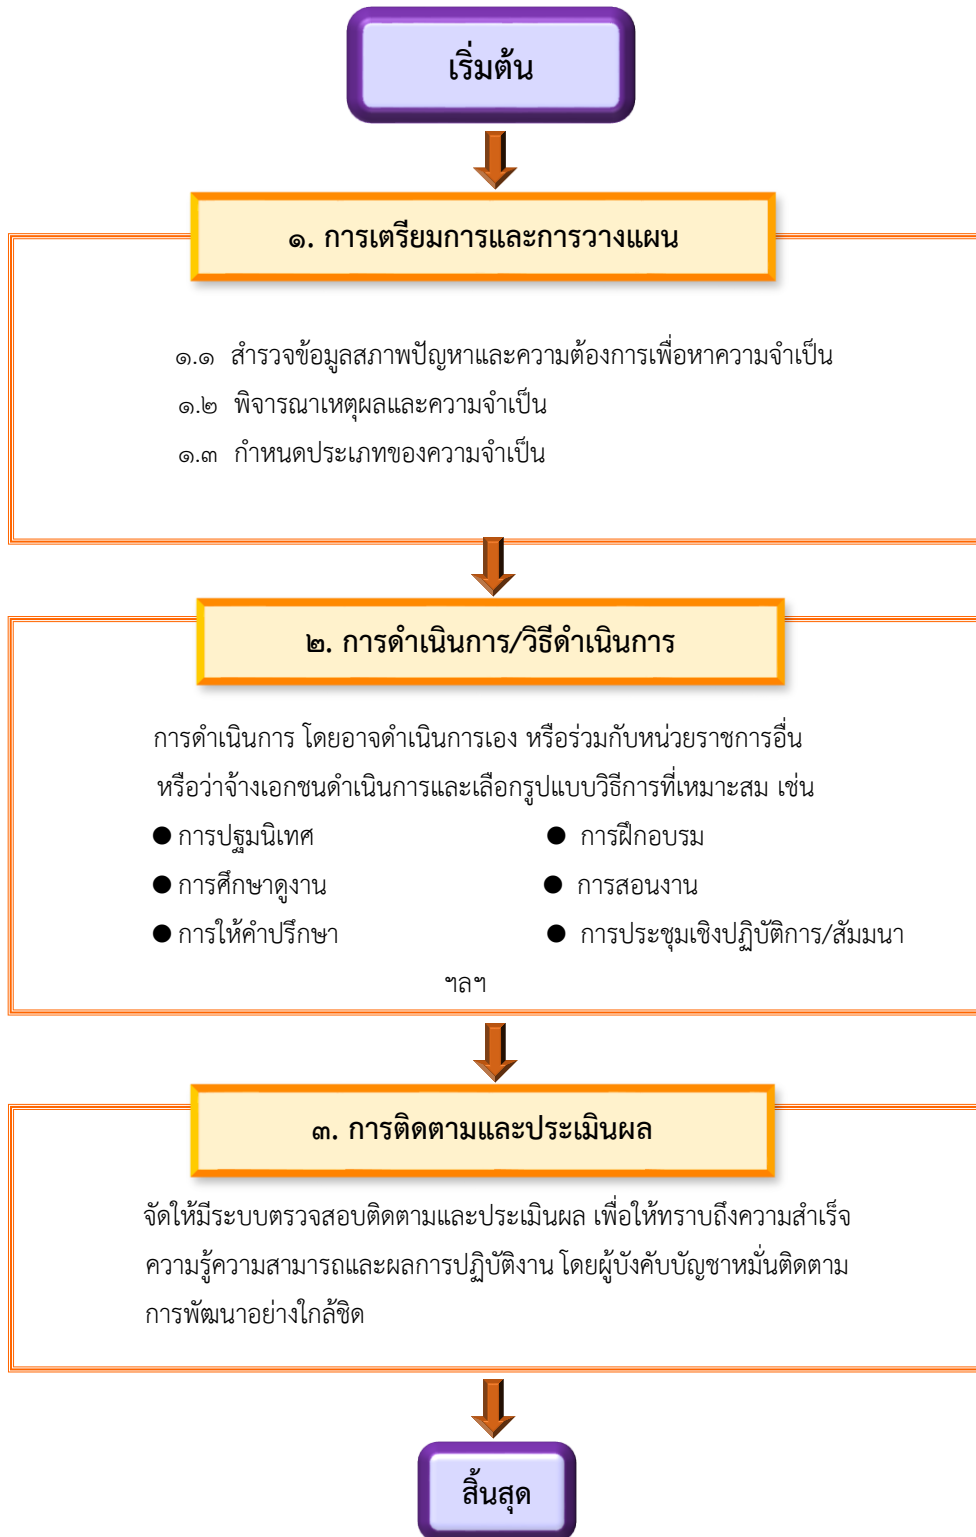 เริ่มต้น
๑. การเตรียมการและการวางแผน
๑.๑ สำรวจข้อมูลสภาพปัญหาและความต้องการเพื่อหาความจำเป็น
๑.๒ พิจารณาเหตุผลและความจำเป็น
๑.๓ กำหนดประเภทของความจำเป็น
๒. การดำเนินการ/วิธีดำเนินการ
การดำเนินการ โดยอาจดำเนินการเอง หรือร่วมกับหน่วยราชการอื่น
หรือว่าจ้างเอกชนดำเนินการและเลือกรูปแบบวิธีการที่เหมาะสม เช่น
● การปฐมนิเทศ ● การฝึกอบรม
● การศึกษาดูงาน ● การสอนงาน
● การให้คำปรึกษา ● การประชุมเชิงปฏิบัติการ/สัมมนา
ฯลฯ
๓. การติดตามและประเมินผล
จัดให้มีระบบตรวจสอบติดตามและประเมินผล เพื่อให้ทราบถึงความสำเร็จ
ความรู้ความสามารถและผลการปฏิบัติงาน โดยผู้บังคับบัญชาหมั่นติดตาม
การพัฒนาอย่างใกล้ชิด
สิ้นสุด